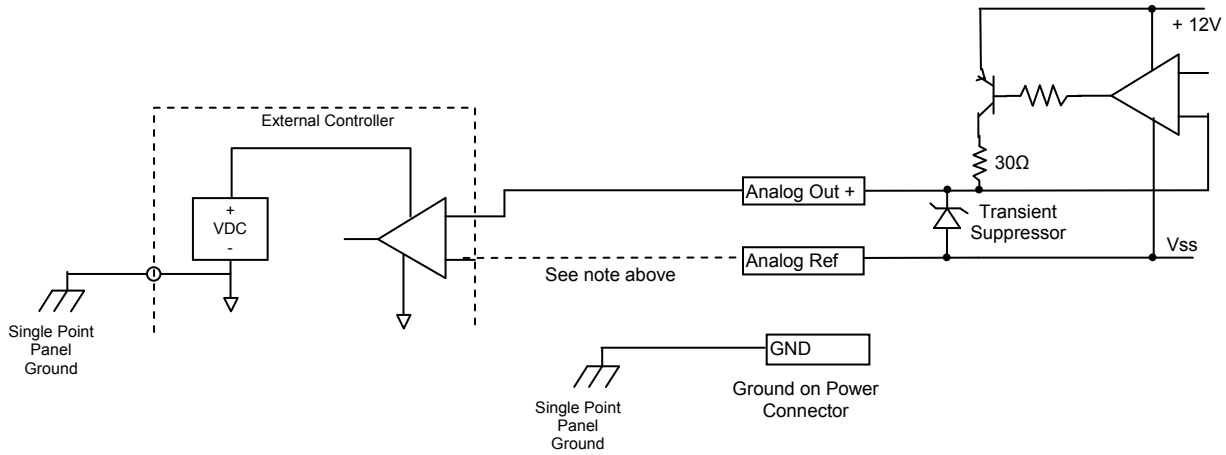 + 12V
External Controller
30Ω
+
VDC
-
Analog Out +
Transient
Suppressor
Vss
See note above
Analog Ref
Single Point
Panel
Ground
GND
Ground on Power
Connector
Single Point
Panel
Ground